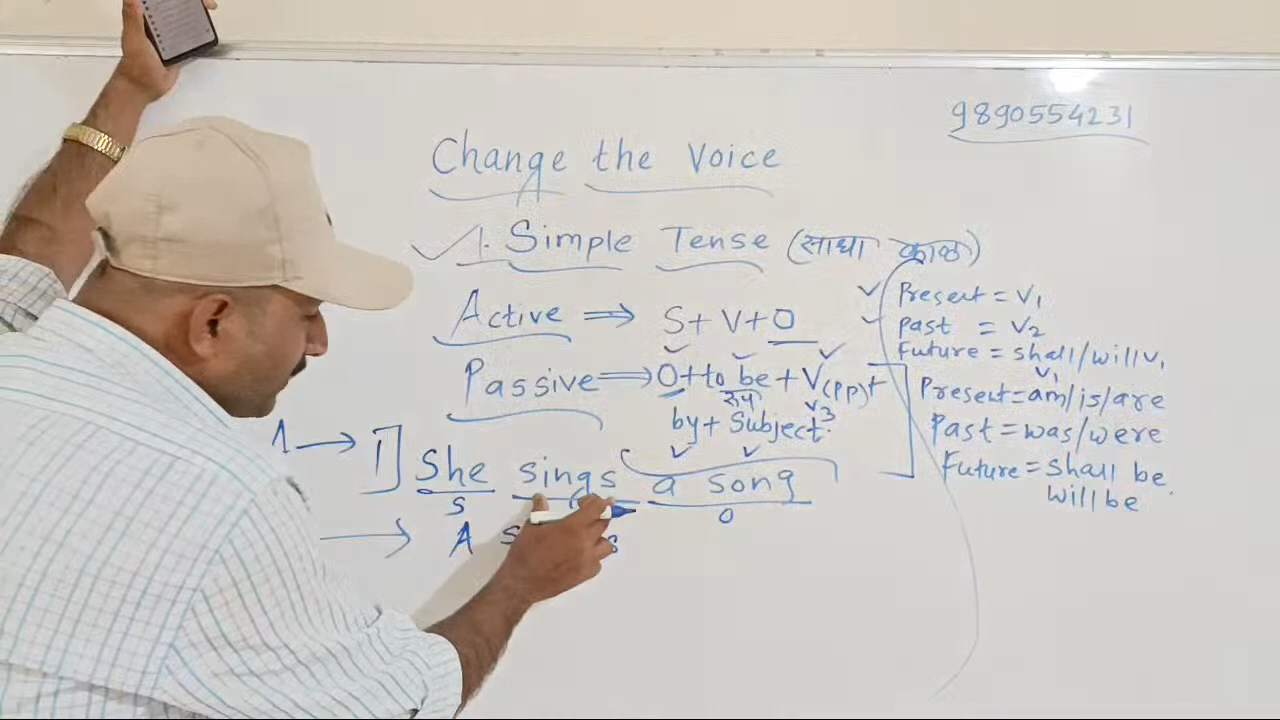 9890554231
Change the Voice
1. Simple Tense (साधा काळ)
Active ⇒ S+ V+ O
Present = V1
Past = V2
Future = shall/will V1
Passive ⇒ O+to be + V(PP)+
रूप V3
by+ Subject.
V1
Present=am/is/are
Past =was/were
Future = shall be
will be
1] She sings a song
S O
A